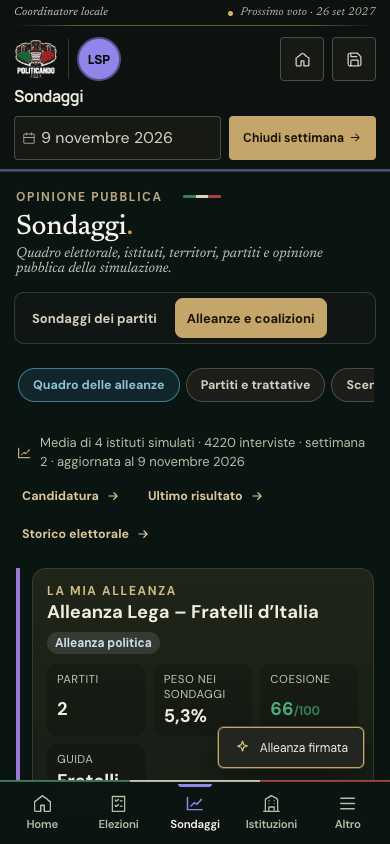 Coordinatore locale
Prossimo voto · 26 set 2027
POLITICANDO
LSP
Sondaggi
9 novembre 2026
Chiudi settimana →
OPINIONE PUBBLICA
Sondaggi.
Quadro elettorale, istituti, territori, partiti e opinione
pubblica della simulazione.
Sondaggi dei partiti
Alleanze e coalizioni
Quadro delle alleanze
Partiti e trattative
Scer
Media di 4 istituti simulati · 4220 interviste · settimana
2 · aggiornata al 9 novembre 2026
Candidatura →
Ultimo risultato →
Storico elettorale →
LA MIA ALLEANZA
Alleanza Lega – Fratelli d'Italia
Alleanza politica
PARTITI
2
PESO NEI
SONDAGGI
5,3%
COESIONE
66/100
GUIDA
Fratelli
Alleanza firmata
Home
Elezioni
Sondaggi
Istituzioni
Altro